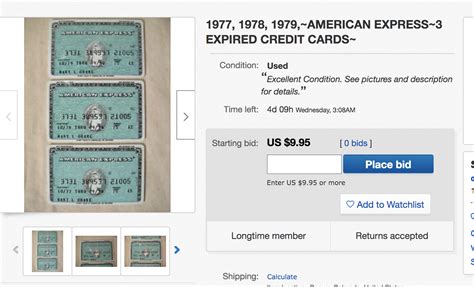 1977, 1978, 1979,~AMERICAN EXPRESS~3
EXPIRED CREDIT CARDS~
Condition: Used
“Excellent Condition. See pictures and description
for details.”
Time left: 4d 09h Wednesday, 3:08AM
Starting bid: US $9.95 [ 0 bids ]
Place bid
Enter US $9.95 or more
Add to Watchlist
Longtime member
Returns accepted
Shipping: Calculate
AMERICAN EXPRESS
AMERICAN EXPRESS
AMERICAN EXPRESS